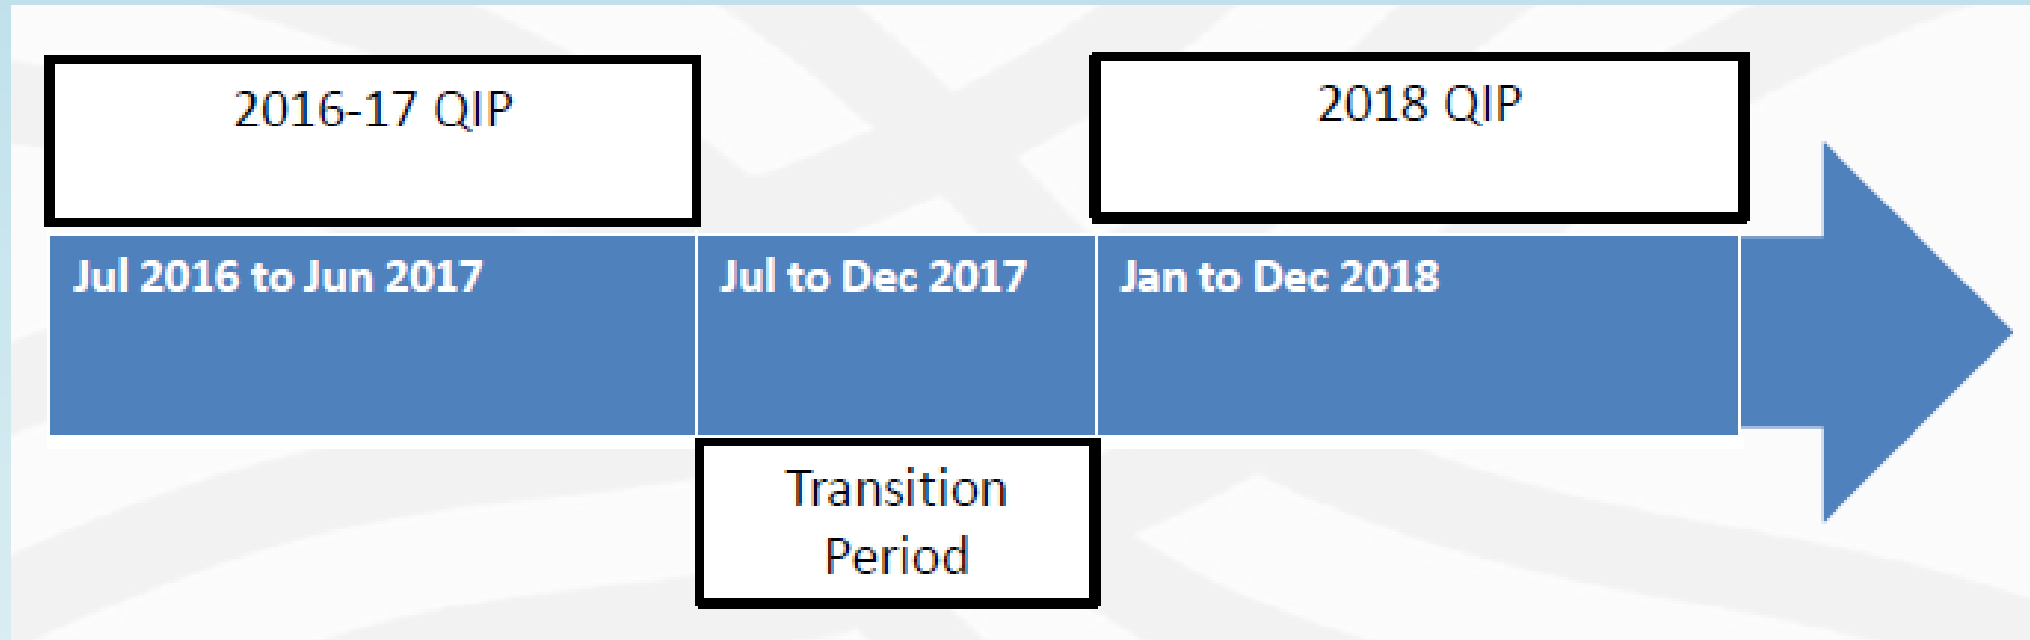 2016-17 QIP
2018 QIP
Jul 2016 to Jun 2017
Jul to Dec 2017
Jan to Dec 2018
Transition
Period